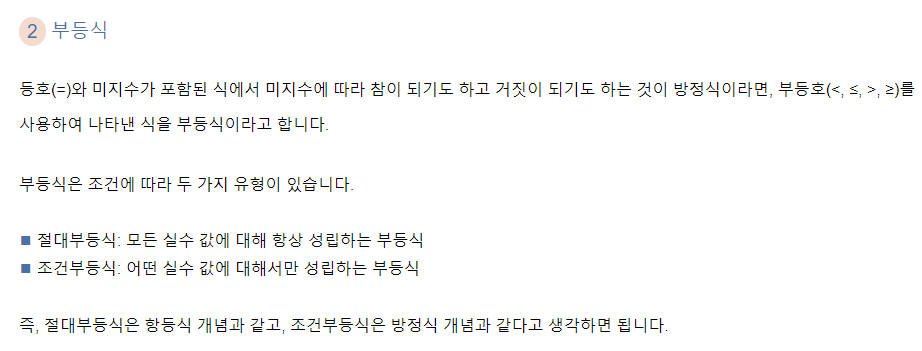 2 부등식
등호(=)와 미지수가 포함된 식에서 미지수에 따라 참이 되기도 하고 거짓이 되기도 하는 것이 방정식이라면, 부등호(<, ≤, >, ≥)를
사용하여 나타낸 식을 부등식이라고 합니다.
부등식은 조건에 따라 두 가지 유형이 있습니다.
■ 절대부등식: 모든 실수 값에 대해 항상 성립하는 부등식
■ 조건부등식: 어떤 실수 값에 대해서만 성립하는 부등식
즉, 절대부등식은 항등식 개념과 같고, 조건부등식은 방정식 개념과 같다고 생각하면 됩니다.